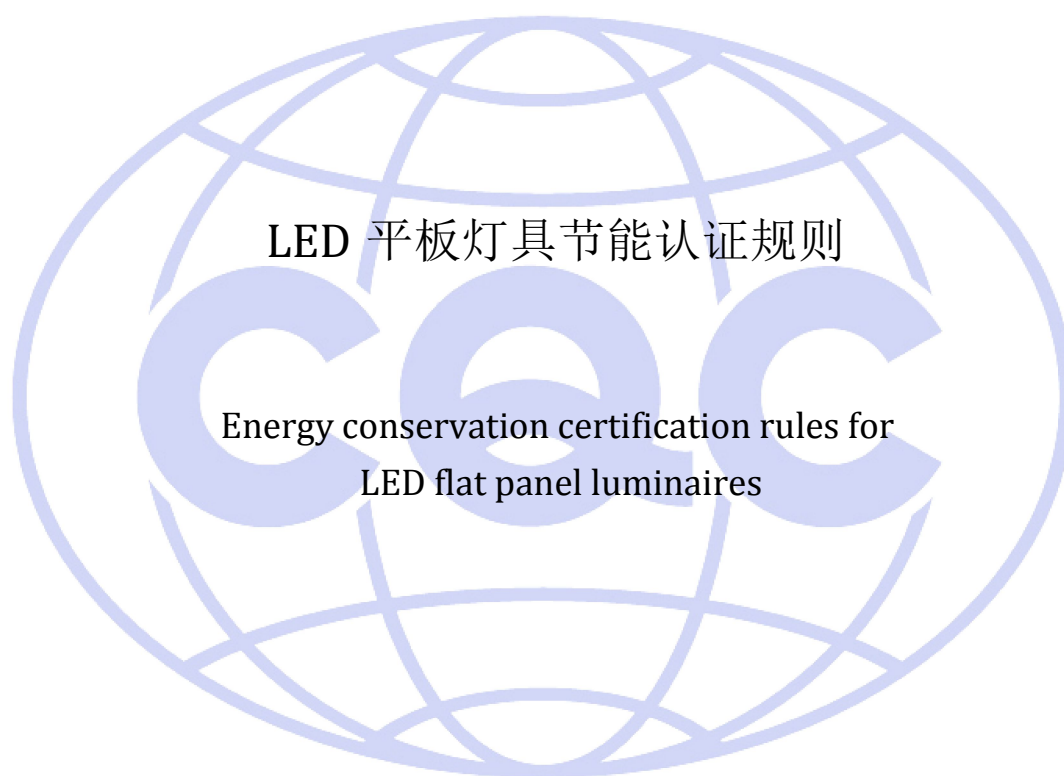 LED 平板灯具节能认证规则
CQC
Energy conservation certification rules for
LED flat panel luminaires